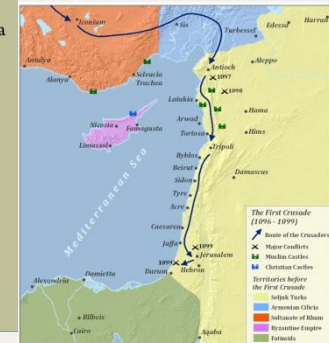 a
Iconium
Sis
Edessa
Harran
Turbessel
Antalya
Seleucia
Trachea
Alanya
Antioch
1097
Aleppo
1098
Latakia
Hama
Nicosia
Famagusta
Arwad
Limassol
Tortosa
Hims
Tripoli
Byblos
Beirut
Sidon
Damascus
Tyre
Acre
Mediterranean Sea
Caesarea
Jaffa
1099
Jerusalem
1099
Hebron
Darum
Damietta
Alexandria
Bilbeis
Cairo
Aqaba
The First Crusade
(1096 - 1099)
Route of the Crusaders
Major Conflicts
Muslim Castles
Christian Castles
Territories before
the First Crusade
Seljuk Turks
Armenian Cilicia
Sultanate of Rhum
Byzantine Empire
Fatimids